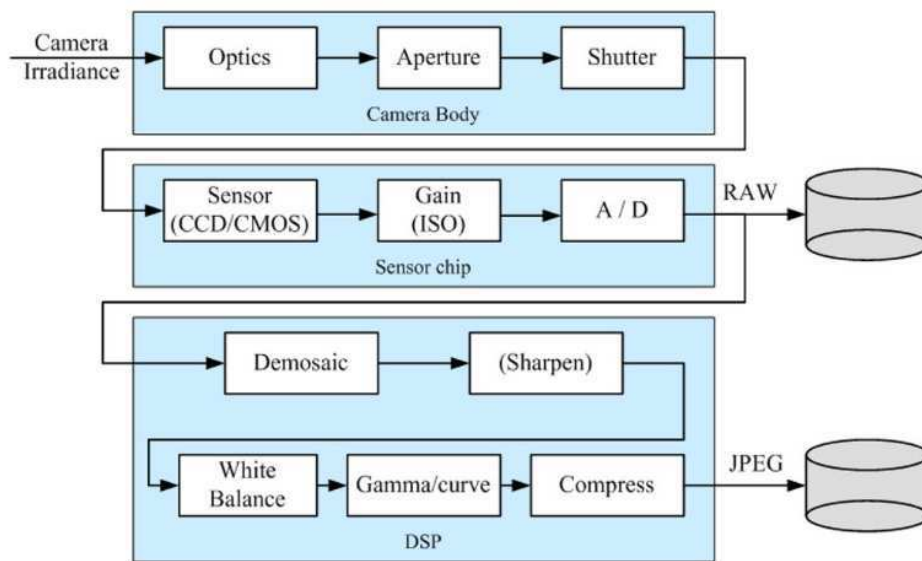 Camera
Irradiance
Optics
Aperture
Shutter
Camera Body
Sensor
(CCD/CMOS)
Gain
(ISO)
A / D
RAW
Sensor chip
Demosaic
(Sharpen)
White
Balance
Gamma/curve
Compress
JPEG
DSP